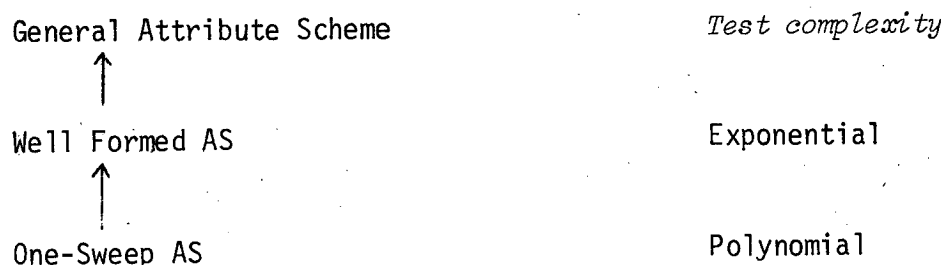 General Attribute Scheme Test complexity
Well Formed AS Exponential
One-Sweep AS Polynomial